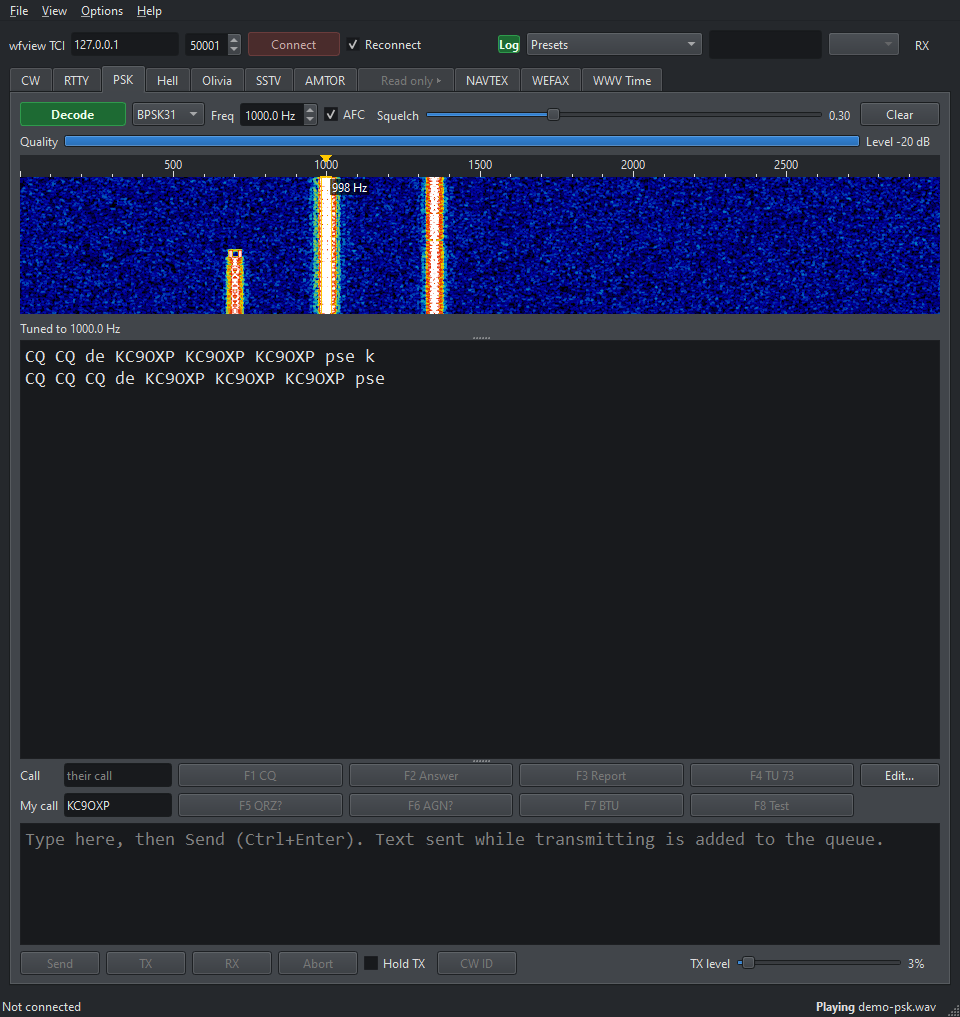 File View Options Help
wfview TCI 127.0.0.1 50001 Connect Reconnect Log Presets RX
CW RTTY PSK Hell Olivia SSTV AMTOR Read only NAVTEX WEFAX WWV Time
Decode BPSK31 Freq 1000.0 Hz AFC Squelch 0.30 Clear
Quality Level -20 dB
500 1000 1500 2000 2500
998 Hz
Tuned to 1000.0 Hz
CQ CQ de KC9OXP KC9OXP KC9OXP pse k
CQ CQ CQ de KC9OXP KC9OXP KC9OXP pse
Call their call F1 CQ F2 Answer F3 Report F4 TU 73 Edit...
My call KC9OXP F5 QRZ? F6 AGN? F7 BTU F8 Test
Type here, then Send (Ctrl+Enter). Text sent while transmitting is added to the queue.
Send TX RX Abort Hold TX CW ID TX level 3%
Not connected Playing demo-psk.wav